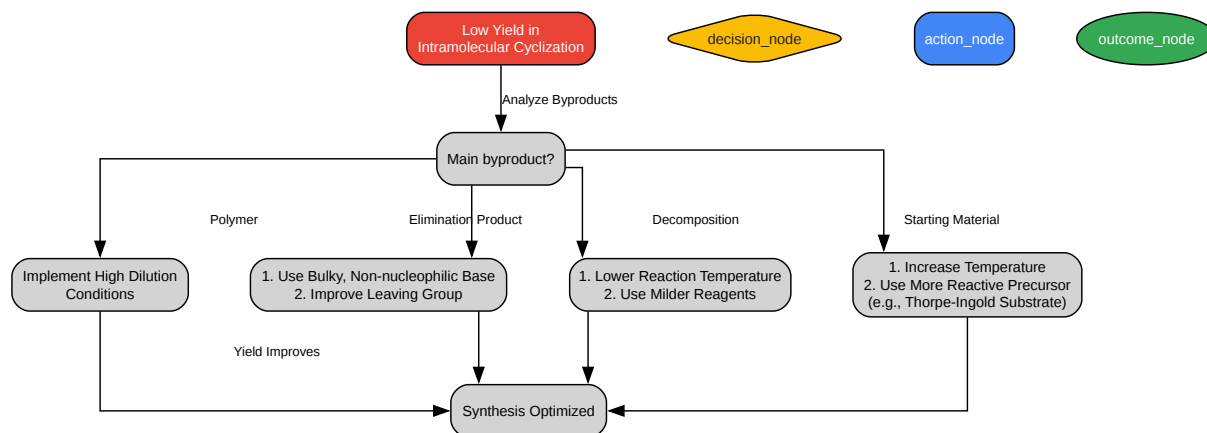 Low Yield in
Intramolecular Cyclization
decision_node
action_node
outcome_node
Analyze Byproducts
Main byproduct?
Polymer
Elimination Product
Decomposition
Starting Material
Implement High Dilution
Conditions
1. Use Bulky, Non-nucleophilic Base
2. Improve Leaving Group
1. Lower Reaction Temperature
2. Use Milder Reagents
1. Increase Temperature
2. Use More Reactive Precursor
(e.g., Thorpe-Ingold Substrate)
Yield Improves
Synthesis Optimized